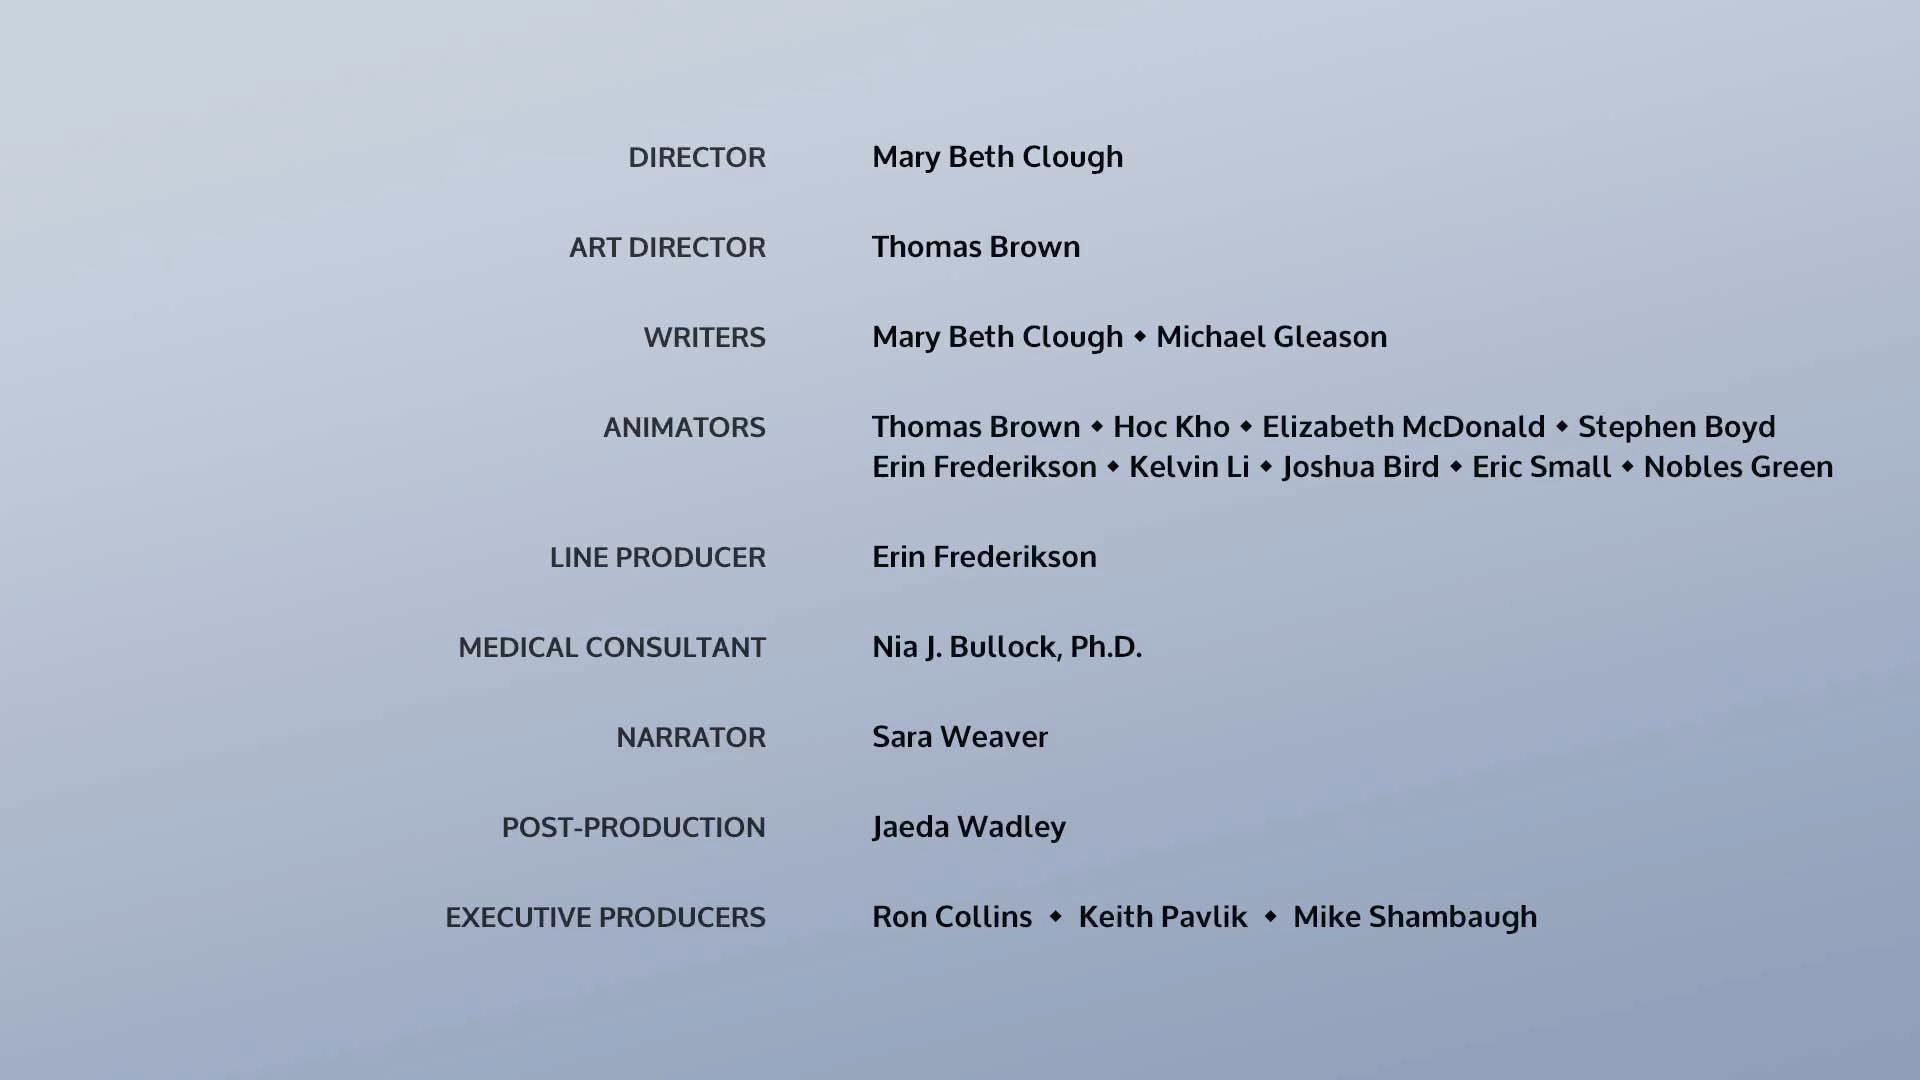 DIRECTOR Mary Beth Clough
ART DIRECTOR Thomas Brown
WRITERS Mary Beth Clough ◆ Michael Gleason
ANIMATORS Thomas Brown ◆ Hoc Kho ◆ Elizabeth McDonald ◆ Stephen Boyd
Erin Frederikson ◆ Kelvin Li ◆ Joshua Bird ◆ Eric Small ◆ Nobles Green
LINE PRODUCER Erin Frederikson
MEDICAL CONSULTANT Nia J. Bullock, Ph.D.
NARRATOR Sara Weaver
POST-PRODUCTION Jaeda Wadley
EXECUTIVE PRODUCERS Ron Collins ◆ Keith Pavlik ◆ Mike Shambaugh